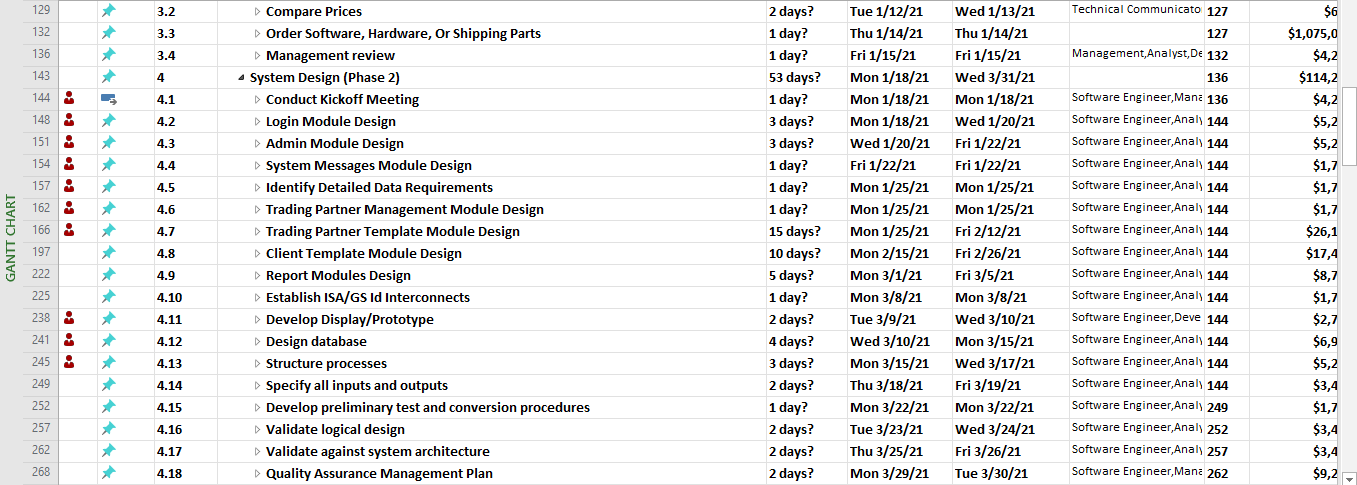 GANTT CHART
129 3.2 Compare Prices 2 days? Tue 1/12/21 Wed 1/13/21 Technical Communicato 127 $6
132 3.3 Order Software, Hardware, Or Shipping Parts 1 day? Thu 1/14/21 Thu 1/14/21 127 $1,075,0
136 3.4 Management review 1 day? Fri 1/15/21 Fri 1/15/21 Management,Analyst,De 132 $4,2
143 4 System Design (Phase 2) 53 days? Mon 1/18/21 Wed 3/31/21 136 $114,2
144 4.1 Conduct Kickoff Meeting 1 day? Mon 1/18/21 Mon 1/18/21 Software Engineer,Mana 136 $4,2
148 4.2 Login Module Design 3 days? Mon 1/18/21 Wed 1/20/21 Software Engineer,Analy 144 $5,2
151 4.3 Admin Module Design 3 days? Wed 1/20/21 Fri 1/22/21 Software Engineer,Analy 144 $5,2
154 4.4 System Messages Module Design 1 day? Fri 1/22/21 Fri 1/22/21 Software Engineer,Analy 144 $1,7
157 4.5 Identify Detailed Data Requirements 1 day? Mon 1/25/21 Mon 1/25/21 Software Engineer,Analy 144 $1,7
162 4.6 Trading Partner Management Module Design 1 day? Mon 1/25/21 Mon 1/25/21 Software Engineer,Analy 144 $1,7
166 4.7 Trading Partner Template Module Design 15 days? Mon 1/25/21 Fri 2/12/21 Software Engineer,Analy 144 $26,1
197 4.8 Client Template Module Design 10 days? Mon 2/15/21 Fri 2/26/21 Software Engineer,Analy 144 $17,4
222 4.9 Report Modules Design 5 days? Mon 3/1/21 Fri 3/5/21 Software Engineer,Analy 144 $8,7
225 4.10 Establish ISA/GS Id Interconnects 1 day? Mon 3/8/21 Mon 3/8/21 Software Engineer,Analy 144 $1,7
238 4.11 Develop Display/Prototype 2 days? Tue 3/9/21 Wed 3/10/21 Software Engineer,Deve 144 $2,7
241 4.12 Design database 4 days? Wed 3/10/21 Mon 3/15/21 Software Engineer,Analy 144 $6,9
245 4.13 Structure processes 3 days? Mon 3/15/21 Wed 3/17/21 Software Engineer,Analy 144 $5,2
249 4.14 Specify all inputs and outputs 2 days? Thu 3/18/21 Fri 3/19/21 Software Engineer,Analy 144 $3,4
252 4.15 Develop preliminary test and conversion procedures 1 day? Mon 3/22/21 Mon 3/22/21 Software Engineer,Analy 249 $1,7
257 4.16 Validate logical design 2 days? Tue 3/23/21 Wed 3/24/21 Software Engineer,Analy 252 $3,4
262 4.17 Validate against system architecture 2 days? Thu 3/25/21 Fri 3/26/21 Software Engineer,Analy 257 $3,4
268 4.18 Quality Assurance Management Plan 2 days? Mon 3/29/21 Tue 3/30/21 Software Engineer,Mana 262 $9,2